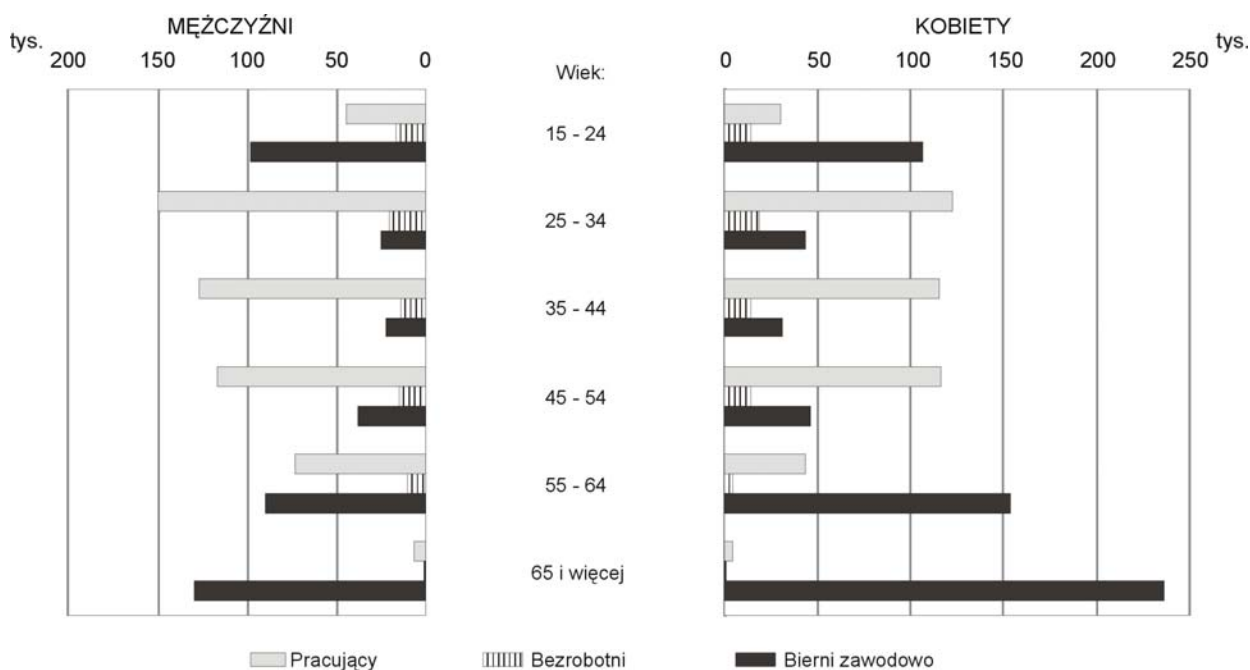 MĘŻCZYŹNI KOBIETY
tys. tys.
200 150 100 50 0 Wiek: 0 50 100 150 200 250
15 - 24
25 - 34
35 - 44
45 - 54
55 - 64
65 i więcej
Pracujący Bezrobotni Bierni zawodowo